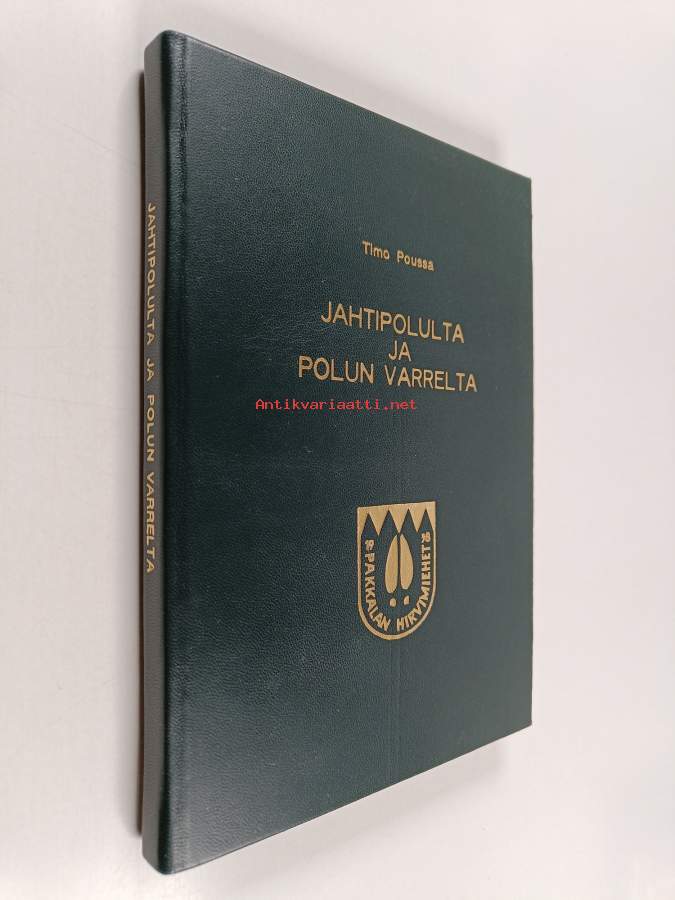 JAHTIPOLULTA JA POLUN VARRELTA
Timo Poussa
JAHTIPOLULTA
JA
POLUN VARRELTA
Antikvariaatti.net
PAKKALAN HIRVIMIEHET